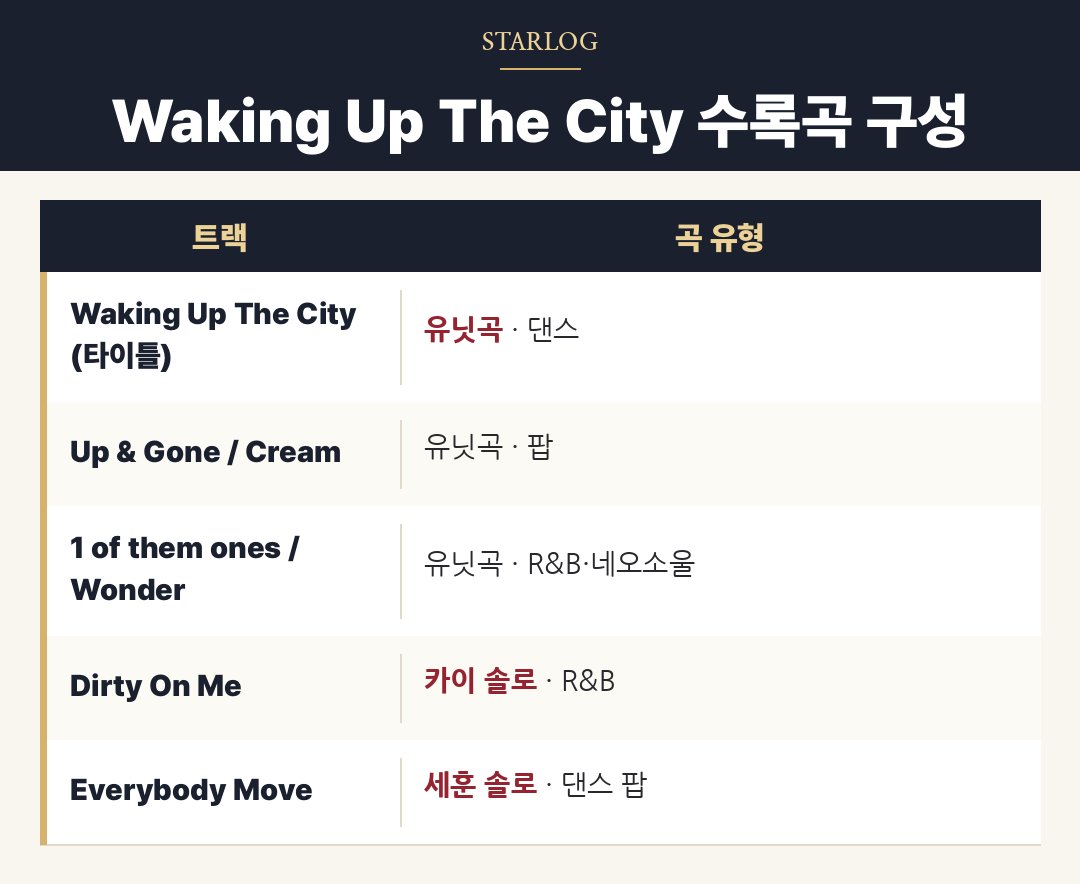 STARLOG
Waking Up The City 수록곡 구성
트랙
곡 유형
Waking Up The City
(타이틀)
유닛곡 · 댄스
Up & Gone / Cream
유닛곡 · 팝
1 of them ones /
Wonder
유닛곡 · R&B·네오소울
Dirty On Me
카이 솔로 · R&B
Everybody Move
세훈 솔로 · 댄스 팝